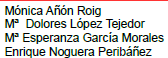 Mónica Añón Roig
Mª Dolores López Tejedor
Mª Esperanza García Morales
Enrique Noguera Peribáñez